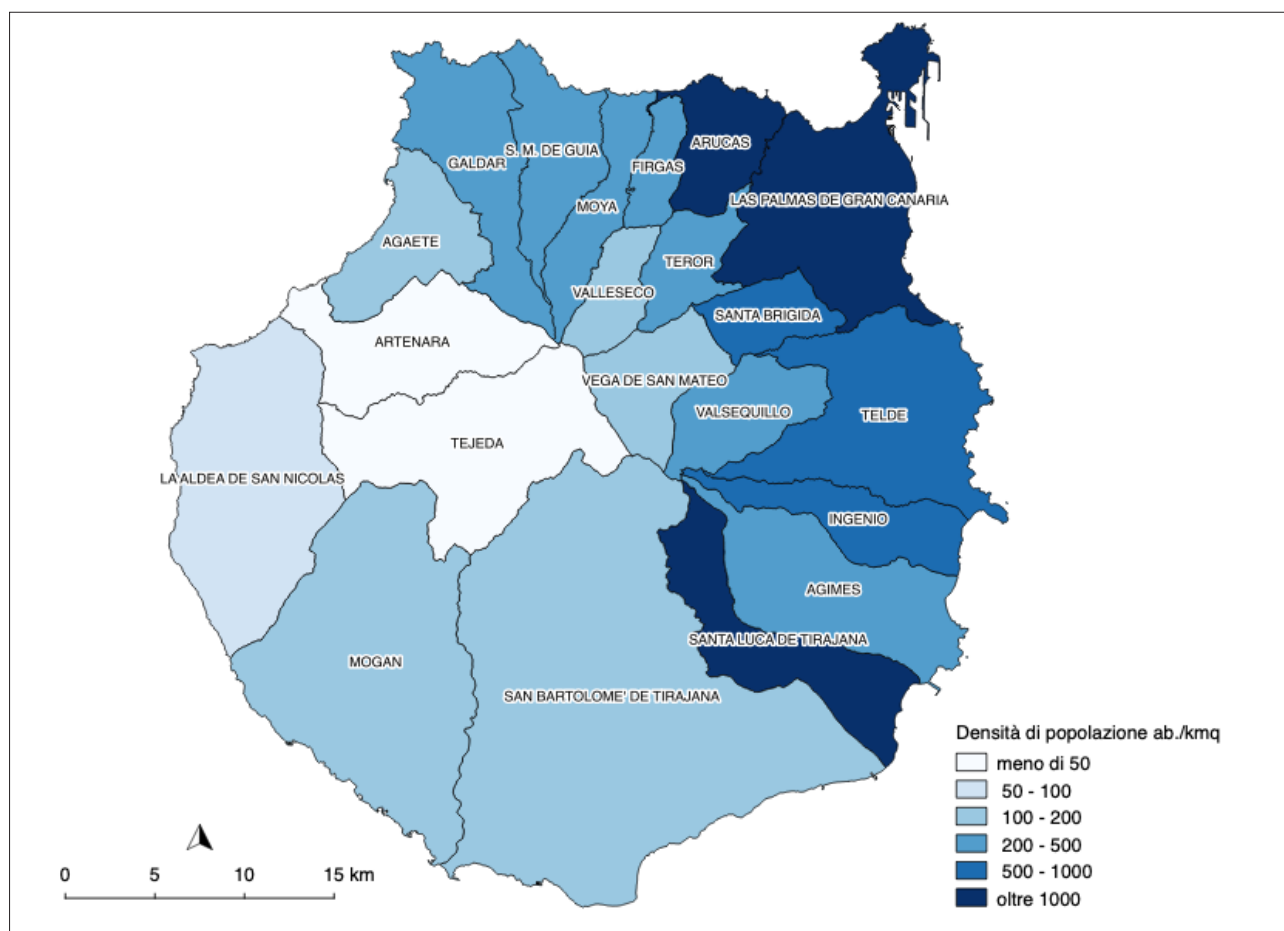 S. M. DE GUIA
GALDAR
FIRGAS
ARUCAS
MOYA
LAS PALMAS DE GRAN CANARIA
AGAETE
TEROR
VALLESECO
SANTA BRIGIDA
ARTENARA
VEGA DE SAN MATEO
VALSEQUILLO
TELDE
TEJEDA
LA ALDEA DE SAN NICOLAS
INGENIO
AGIMES
SANTA LUCA DE TIRAJANA
MOGAN
SAN BARTOLOME' DE TIRAJANA
Densità di popolazione ab./kmq
meno di 50
50 - 100
100 - 200
200 - 500
500 - 1000
oltre 1000
0 5 10 15 km